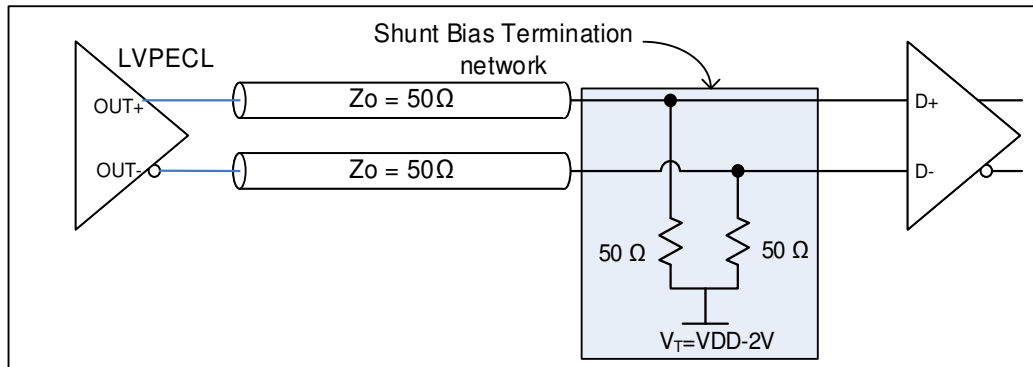 Shunt Bias Termination
network
LVPECL
OUT+
Zo = 50Ω
D+
OUT-
Zo = 50Ω
D-
50 Ω
50 Ω
VT=VDD-2V